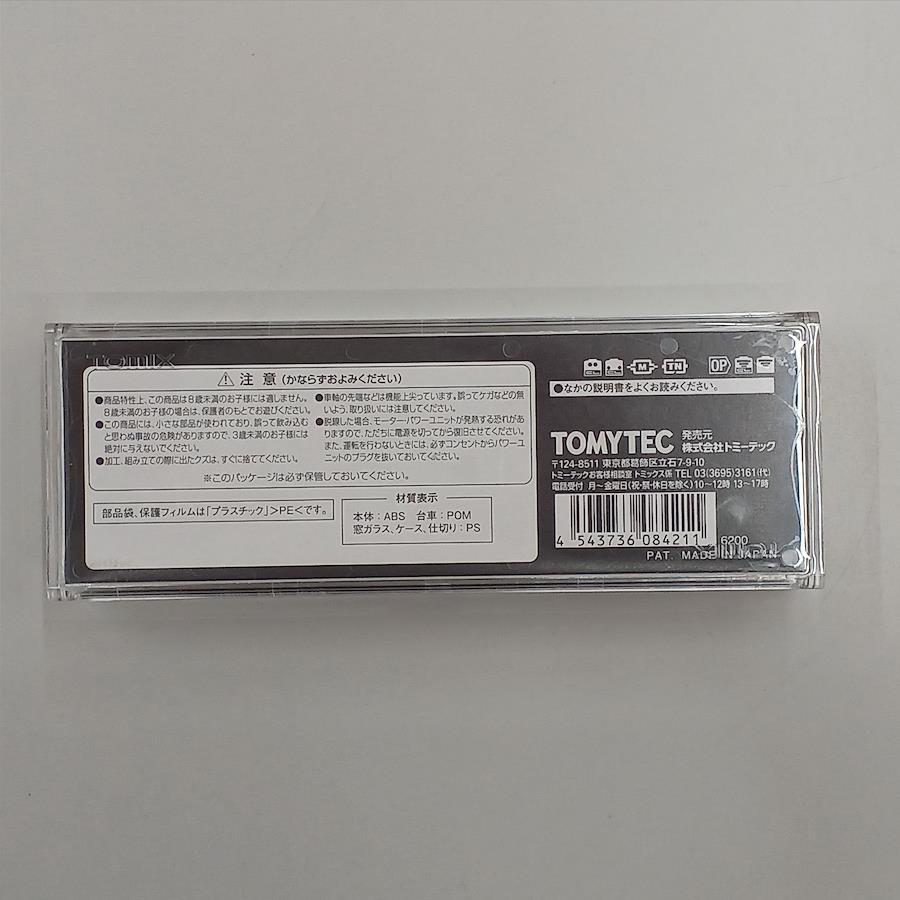 TOMIX
注 意 (かならずおよみください)
●商品特性上、この商品は8歳未満のお子様には適しません。
8歳未満のお子様の場合は、保護者のもとでお遊びください。
●この商品には、小さな部品が使われており、誤って飲み込む
と思わぬ事故の危険がありますので、3歳未満のお子様には
絶対に与えないでください。
●加工、組み立ての際に出たクズは、すぐに捨ててください。
●車軸の先端などは機能上尖っています。誤ってケガなどの無
いよう、取り扱いには注意してください。
●脱線した場合、モーター・パワーユニットが発熱する恐れがあ
りますので、ただちに電源を切ってから復旧させてください。
また、運転を行わないときには、必ずコンセントからパワーユ
ニットのプラグを抜いておいてください。
※このパッケージは必ず保管しておいてください。
部品袋、保護フィルムは「プラスチック」>PE<です。
材質表示
本体：ABS 台車：POM
窓ガラス、ケース、仕切り：PS
M TN OP
●なかの説明書をよくお読みください。
TOMYTEC 発売元 株式会社トミーテック
〒124-8511 東京都葛飾区立石7-9-10
トミーテックお客様相談室 トミックス係 TEL 03(3695)3161(代)
電話受付 月〜金曜日(祝・祭・休日を除く)10〜12時 13〜17時
4 543736 084211
6200
PAT. MADE IN JAPAN